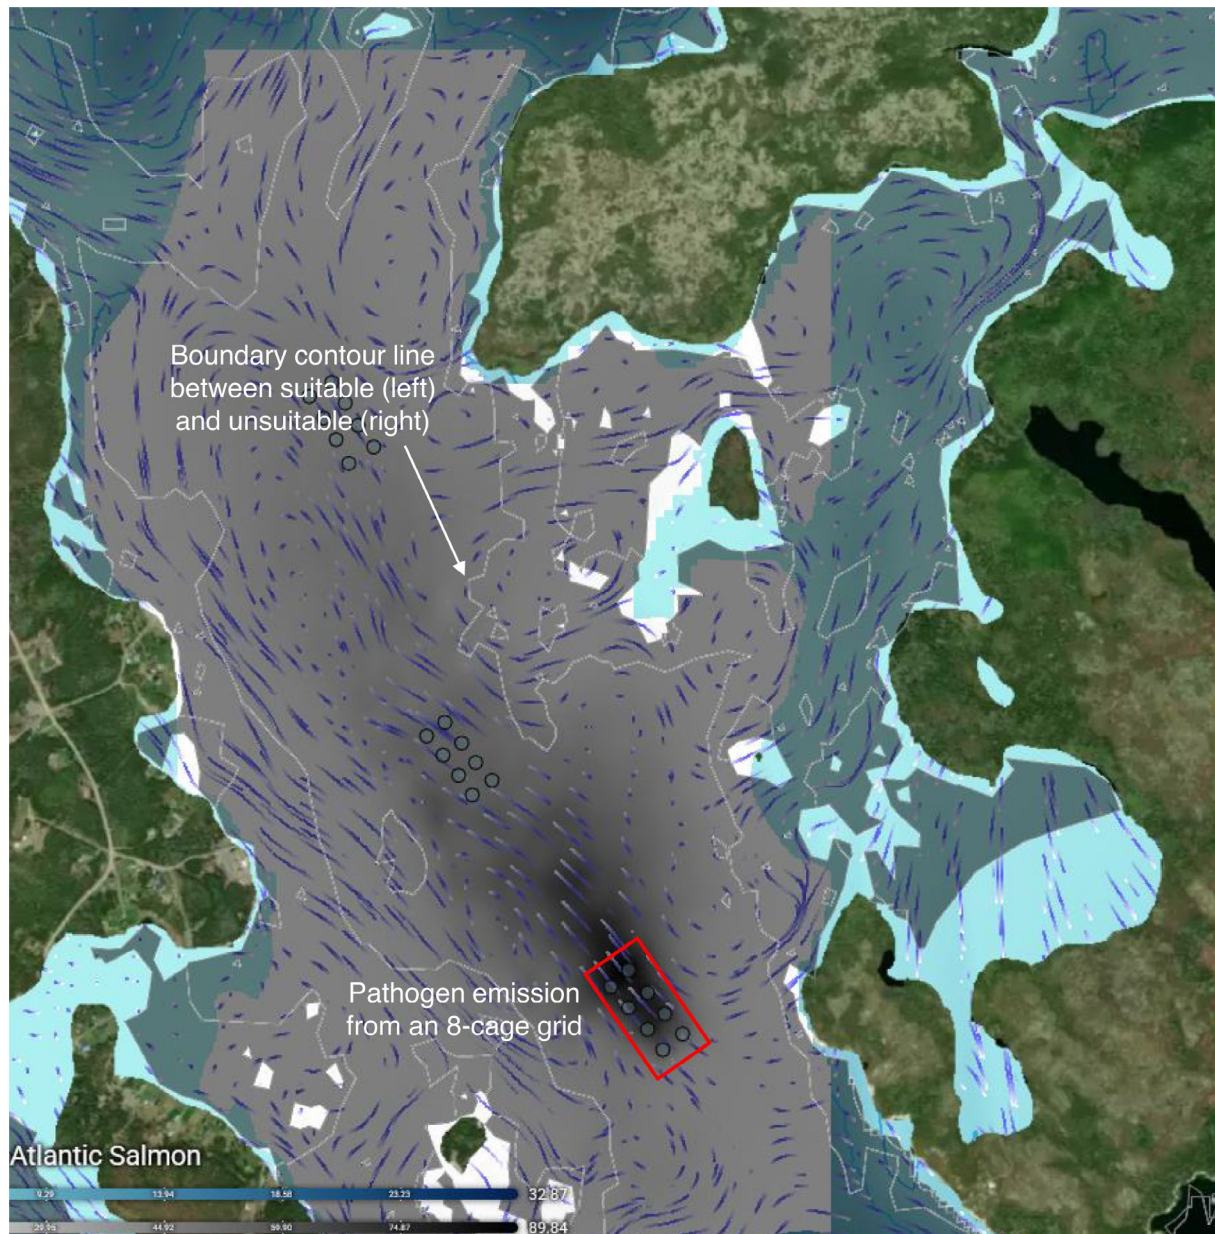 Boundary contour line
between suitable (left)
and unsuitable (right)
Pathogen emission
from an 8-cage grid
Atlantic Salmon
9.29 13.94 18.58 23.23 32.87
29.95 44.92 59.90 74.87 89.84